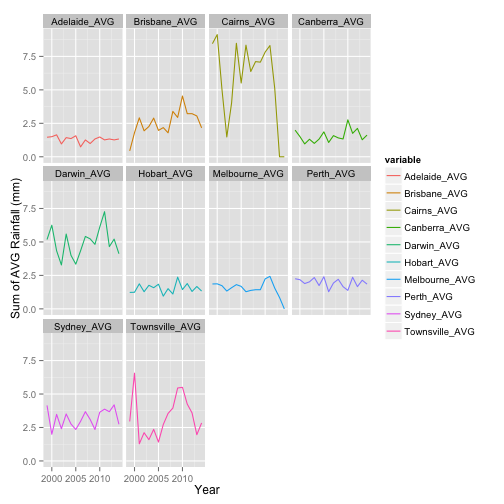 Adelaide_AVG Brisbane_AVG Cairns_AVG Canberra_AVG
7.5
5.0
2.5
0.0
Darwin_AVG Hobart_AVG Melbourne_AVG Perth_AVG
7.5
5.0
2.5
0.0
Sydney_AVG Townsville_AVG
7.5
5.0
2.5
0.0
2000 2005 2010 2000 2005 2010
Year
Sum of AVG Rainfall (mm)
variable
Adelaide_AVG
Brisbane_AVG
Cairns_AVG
Canberra_AVG
Darwin_AVG
Hobart_AVG
Melbourne_AVG
Perth_AVG
Sydney_AVG
Townsville_AVG